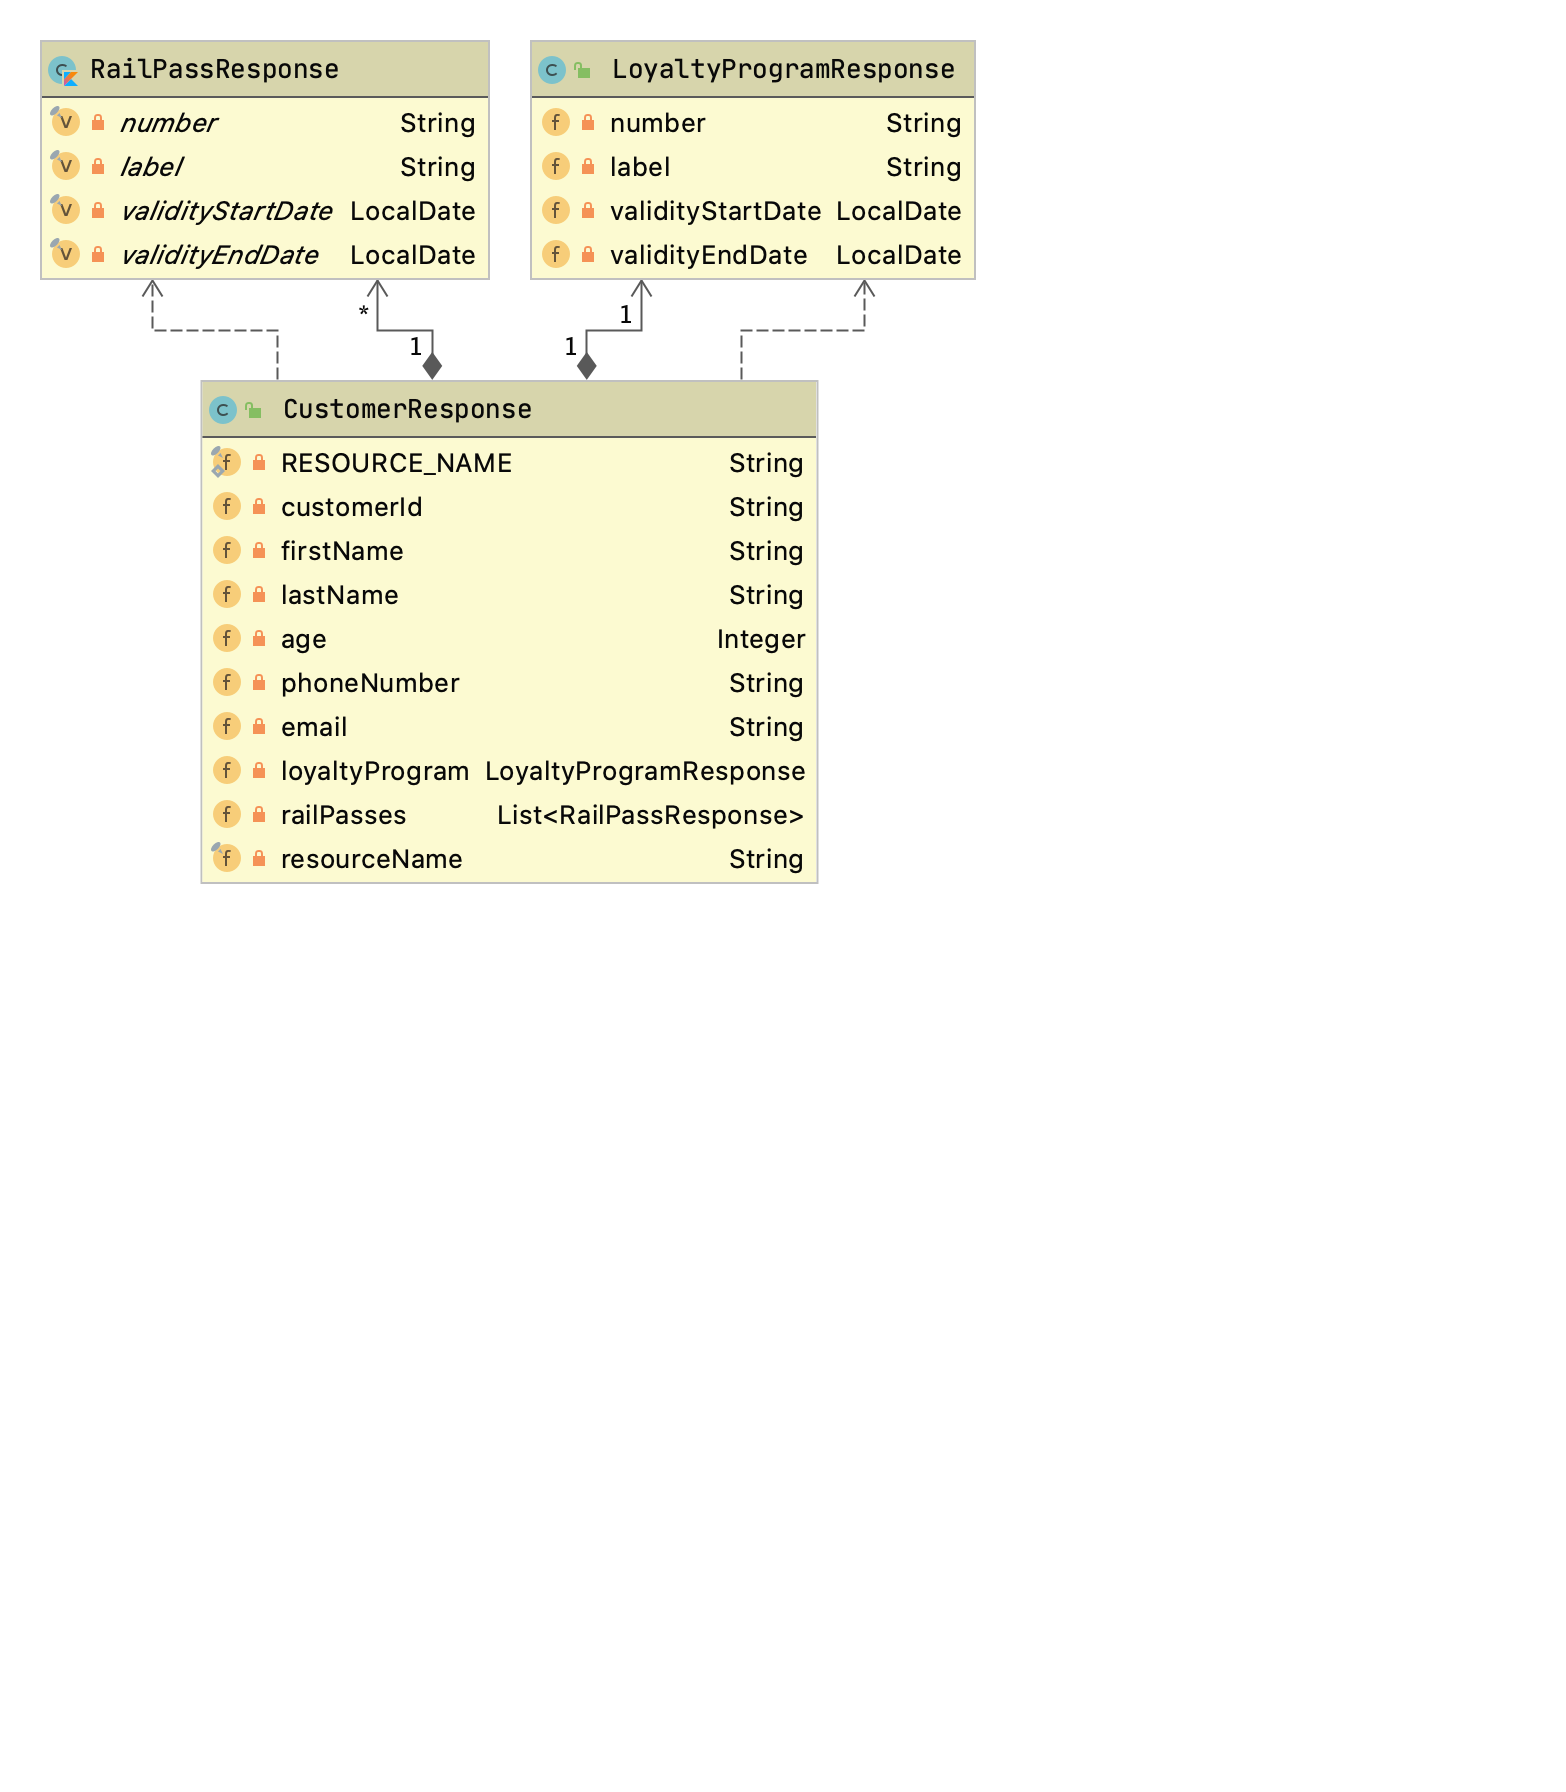 RailPassResponse
number String
label String
validityStartDate LocalDate
validityEndDate LocalDate
LoyaltyProgramResponse
number String
label String
validityStartDate LocalDate
validityEndDate LocalDate
* 1
1 1
CustomerResponse
RESOURCE_NAME String
customerId String
firstName String
lastName String
age Integer
phoneNumber String
email String
loyaltyProgram LoyaltyProgramResponse
railPasses List<RailPassResponse>
resourceName String